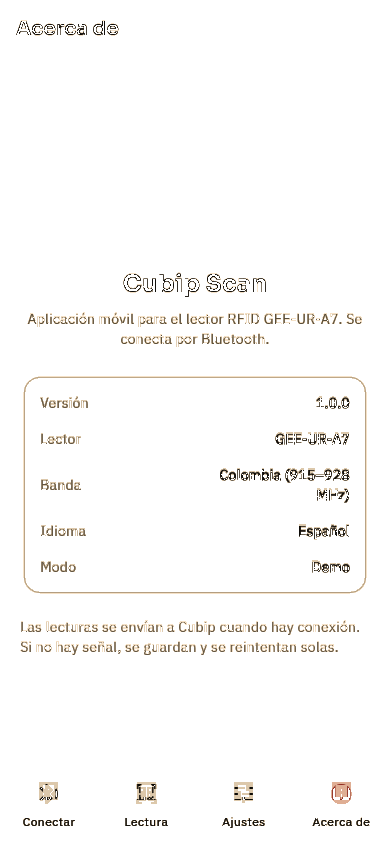 Acerca de
Cubip Scan
Aplicación móvil para el lector RFID GEE-UR-A7. Se
conecta por Bluetooth.
Versión 1.0.0
Lector GEE-UR-A7
Banda Colombia (915–928
MHz)
Idioma Español
Modo Demo
Las lecturas se envían a Cubip cuando hay conexión.
Si no hay señal, se guardan y se reintentan solas.
Conectar Lectura Ajustes Acerca de